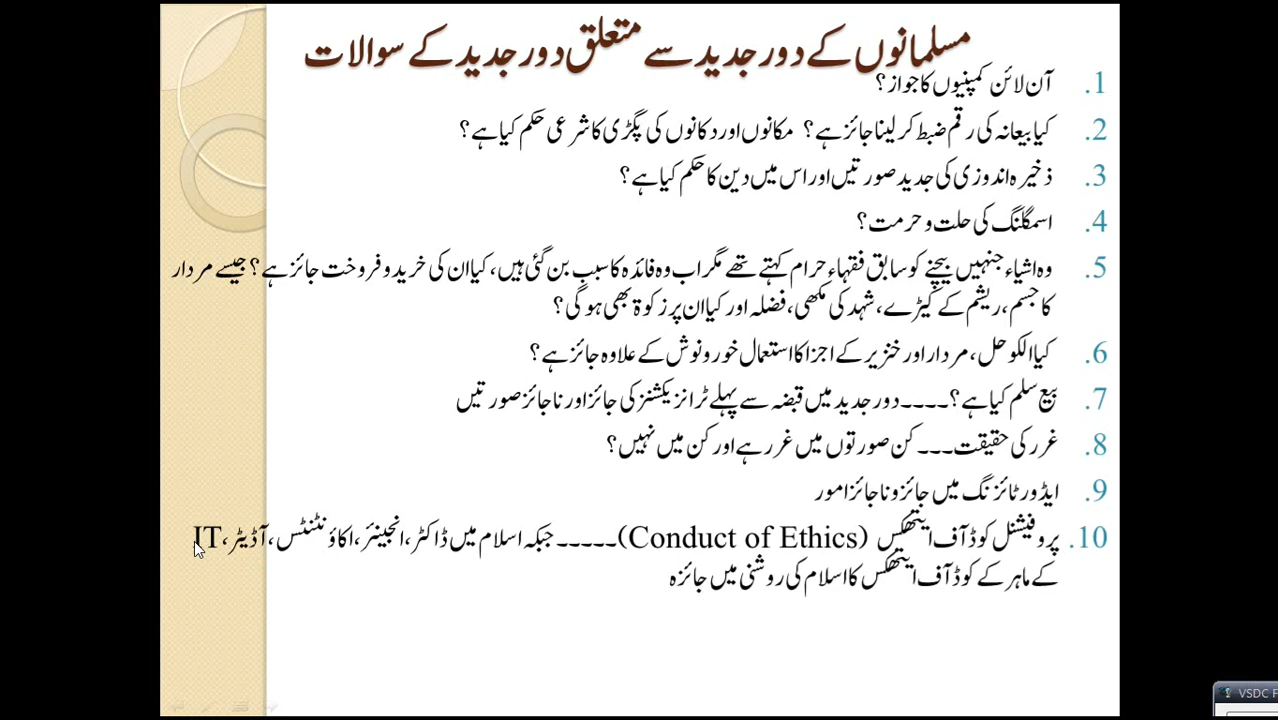 مسلمانوں کے دور جدید سے متعلق دور جدید کے سوالات
1. آن لائن کمپنیوں کا جواز؟
2. کیا بیعانہ کی رقم ضبط کر لینا جائز ہے؟ مکانوں اور دکانوں کی پگڑی کا شرعی حکم کیا ہے؟
3. ذخیرہ اندوزی کی جدید صورتیں اور اس میں دین کا حکم کیا ہے؟
4. اسمگلنگ کی حلت و حرمت؟
5. وہ اشیاء جنہیں بیچنے کو سابق فقہاء حرام کہتے تھے مگر اب وہ فائدہ کا سبب بن گئی ہیں، کیا ان کی خرید و فروخت جائز ہے؟ جیسے مردار
کا جسم، ریشم کے کیڑے، شہد کی مکھی، فضلہ اور کیا ان پر زکوۃ بھی ہو گی؟
6. کیا الکوحل، مردار اور خنزیر کے اجزا کا استعمال خور و نوش کے علاوہ جائز ہے؟
7. بیع سلم کیا ہے؟۔۔۔۔دور جدید میں قبضہ سے پہلے ٹرانزیکشنز کی جائز اور ناجائز صورتیں
8. غرر کی حقیقت۔۔۔ کن صورتوں میں غرر ہے اور کن میں نہیں؟
9. ایڈورٹائزنگ میں جائز و ناجائز امور
10. پروفیشنل کوڈ آف ایتھکس (Conduct of Ethics)۔۔۔۔۔جبکہ اسلام میں ڈاکٹر، انجینئر، اکاؤنٹنٹس، آڈیٹر، IT
کے ماہر کے کوڈ آف ایتھکس کا اسلام کی روشنی میں جائزہ
VSDC F